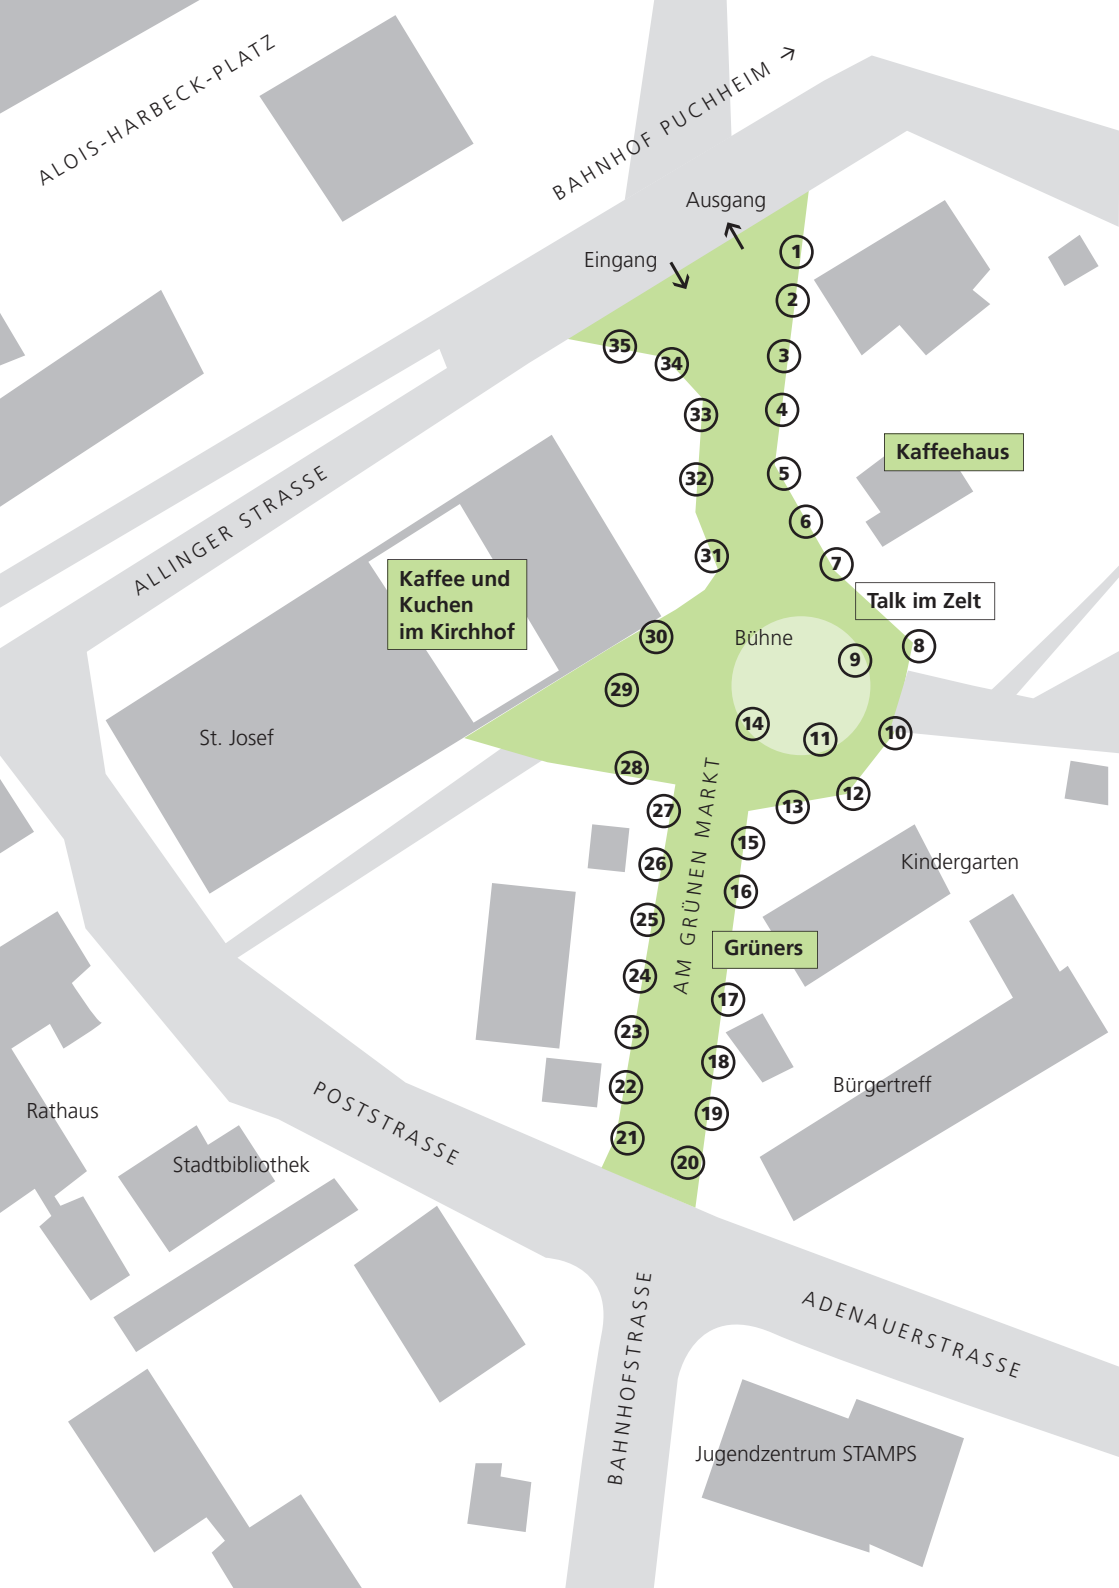 ALOIS-HARBECK-PLATZ
BAHNHOF PUCHHEIM →
Ausgang
Eingang
1
2
35
34
3
33
4
Kaffeehaus
5
32
6
ALLINGER STRASSE
31
7
Kaffee und
Kuchen
im Kirchhof
Talk im Zelt
30
Bühne
8
9
29
14
11
10
St. Josef
28
12
13
27
AM GRÜNEN MARKT
15
26
Kindergarten
16
25
Grüners
24
17
23
18
22
Bürgertreff
POSTSTRASSE
Rathaus
19
21
20
Stadtbibliothek
BAHNHOFSTRASSE
ADENAUERSTRASSE
Jugendzentrum STAMPS